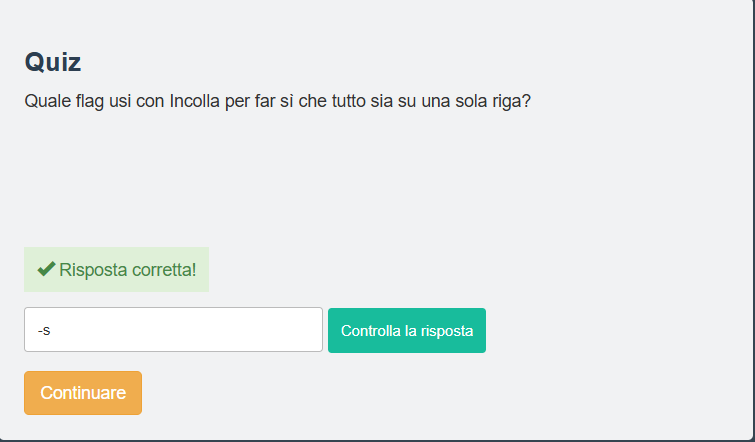 Quiz
Quale flag usi con Incolla per far sì che tutto sia su una sola riga?
Risposta corretta!
-s
Controlla la risposta
Continuare